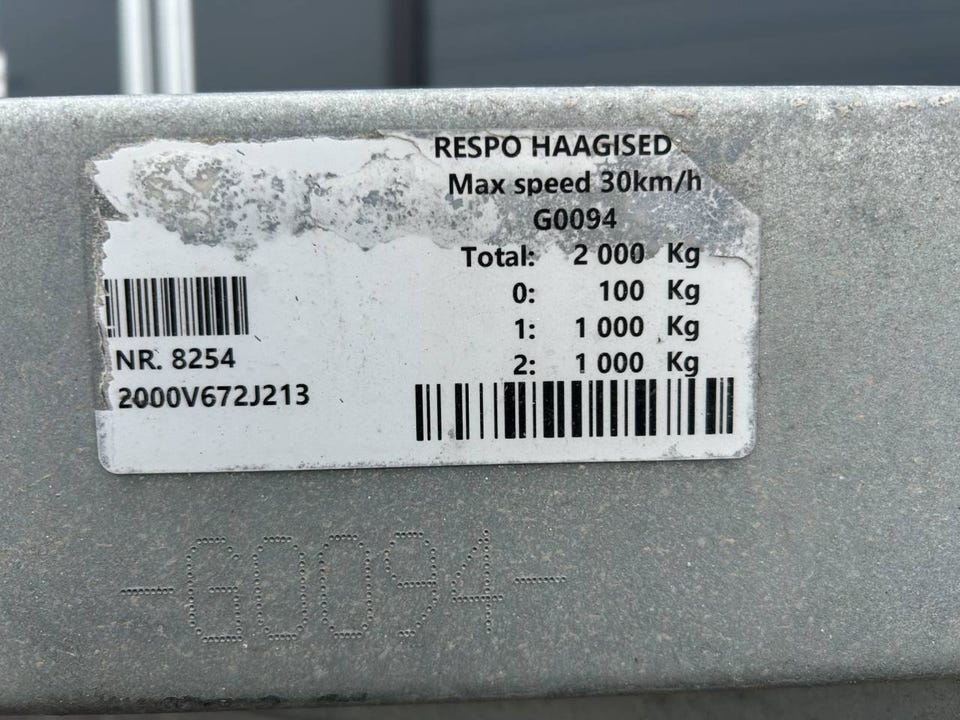 RESPO HAAGISED
Max speed 30km/h
G0094
Total: 2 000 Kg
0: 100 Kg
1: 1 000 Kg
2: 1 000 Kg
NR. 8254
2000V672J213
-G0094-